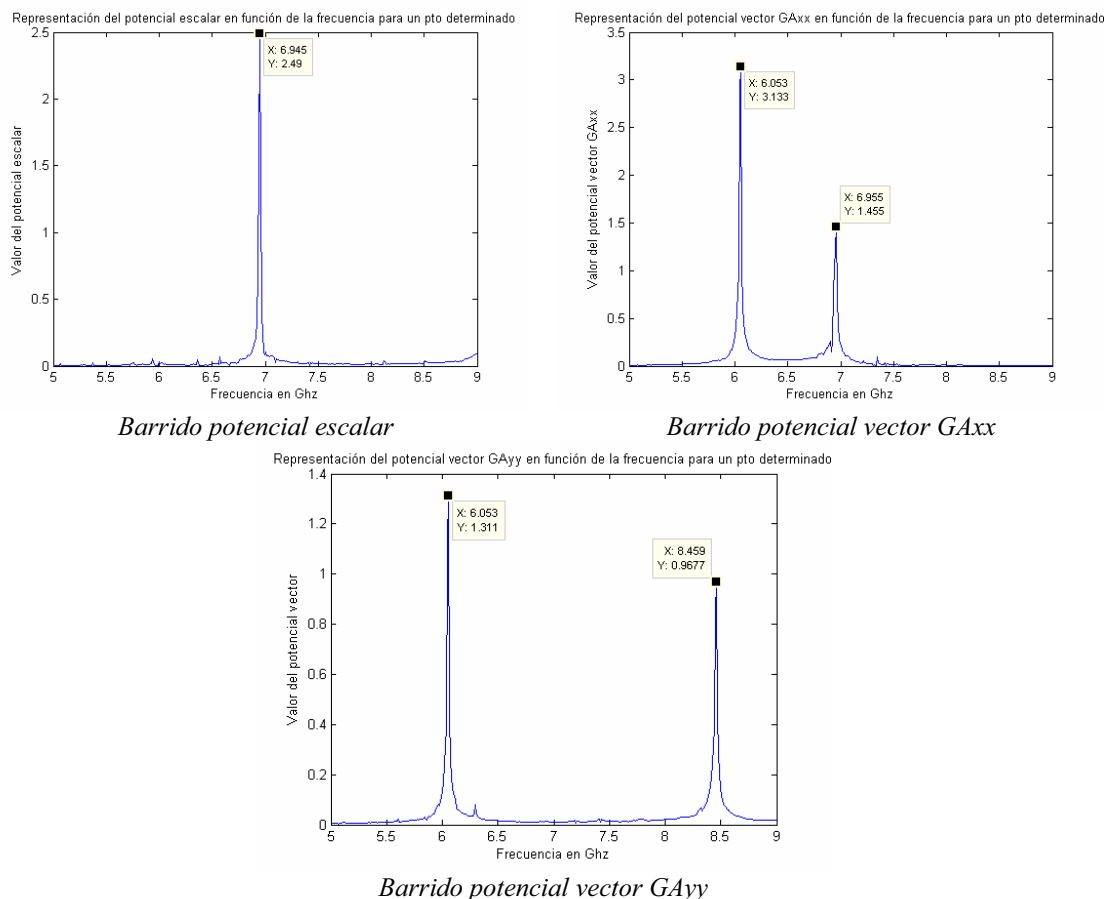 Representación del potencial escalar en función de la frecuencia para un pto determinado
2.5
2
1.5
1
0.5
0
Valor del potencial escalar
X: 6.945
Y: 2.49
5 5.5 6 6.5 7 7.5 8 8.5 9
Frecuencia en Ghz
Barrido potencial escalar
Representación del potencial vector GAxx en función de la frecuencia para un pto determinado
3.5
3
2.5
2
1.5
1
0.5
0
Valor del potencial vector GAxx
X: 6.053
Y: 3.133
X: 6.955
Y: 1.455
5 5.5 6 6.5 7 7.5 8 8.5 9
Frecuencia en Ghz
Barrido potencial vector GAxx
Representación del potencial vector GAyy en función de la frecuencia para un pto determinado
1.4
1.2
1
0.8
0.6
0.4
0.2
0
Valor del potencial vector
X: 6.053
Y: 1.311
X: 8.459
Y: 0.9677
5 5.5 6 6.5 7 7.5 8 8.5 9
Frecuencia en Ghz
Barrido potencial vector GAyy